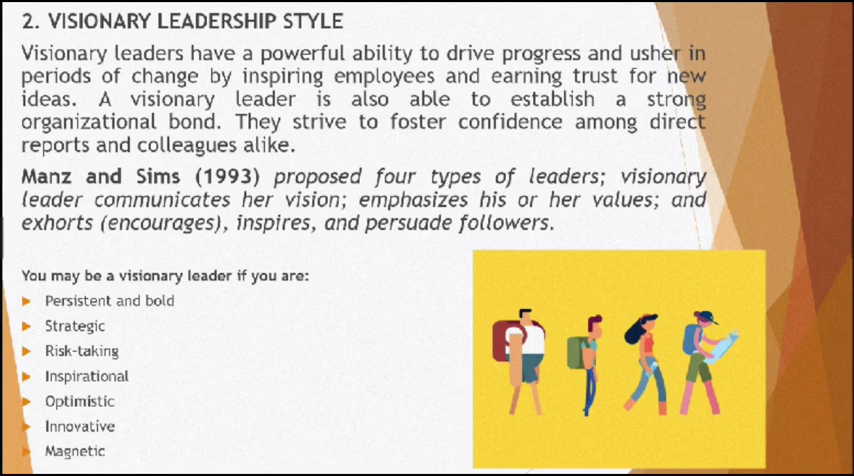 2. VISIONARY LEADERSHIP STYLE
Visionary leaders have a powerful ability to drive progress and usher in
periods of change by inspiring employees and earning trust for new
ideas. A visionary leader is also able to establish a strong
organizational bond. They strive to foster confidence among direct
reports and colleagues alike.
Manz and Sims (1993) proposed four types of leaders; visionary
leader communicates her vision; emphasizes his or her values; and
exhorts (encourages), inspires, and persuade followers.
You may be a visionary leader if you are:
Persistent and bold
Strategic
Risk-taking
Inspirational
Optimistic
Innovative
Magnetic